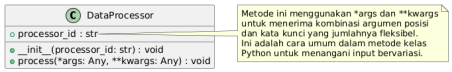 C DataProcessor
processor_id : str
__init__(processor_id: str) : void
process(*args: Any, **kwargs: Any) : void
Metode ini menggunakan *args dan **kwargs
untuk menerima kombinasi argumen posisi
dan kata kunci yang jumlahnya fleksibel.
Ini adalah cara umum dalam metode kelas
Python untuk menangani input bervariasi.